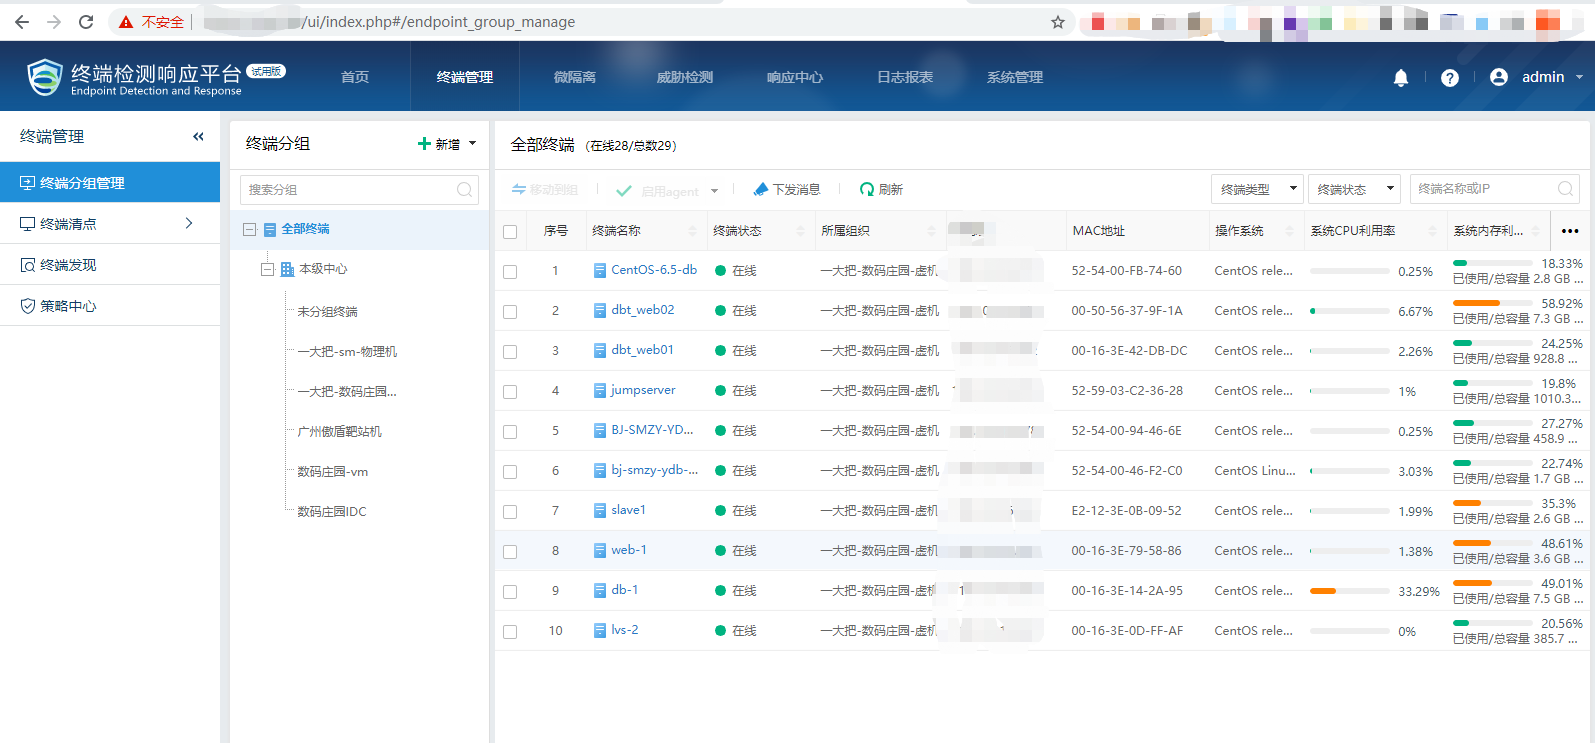 不安全 /ui/index.php#/endpoint_group_manage
终端检测响应平台 试用版
Endpoint Detection and Response
首页 终端管理 微隔离 威胁检测 响应中心 日志报表 系统管理
admin
终端管理
终端分组管理
终端清点
终端发现
策略中心
终端分组 新增
搜索分组
全部终端
本级中心
未分组终端
一大把-sm-物理机
一大把-数码庄园...
广州傲盾靶站机
数码庄园-vm
数码庄园IDC
全部终端 (在线28/总数29)
移动到组 启用agent 下发消息 刷新 终端类型 终端状态 终端名称或IP
序号 终端名称 终端状态 所属组织 MAC地址 操作系统 系统CPU利用率 系统内存利...
1 CentOS-6.5-db 在线 一大把-数码庄园-虚机 52-54-00-FB-74-60 CentOS rele... 0.25% 18.33%
已使用/总容量 2.8 GB ...
2 dbt_web02 在线 一大把-数码庄园-虚机 00-50-56-37-9F-1A CentOS rele... 6.67% 58.92%
已使用/总容量 7.3 GB ...
3 dbt_web01 在线 一大把-数码庄园-虚机 00-16-3E-42-DB-DC CentOS rele... 2.26% 24.25%
已使用/总容量 928.8 ...
4 jumpserver 在线 一大把-数码庄园-虚机 52-59-03-C2-36-28 CentOS rele... 1% 19.8%
已使用/总容量 1010.3...
5 BJ-SMZY-YD... 在线 一大把-数码庄园-虚机 52-54-00-94-46-6E CentOS rele... 0.25% 27.27%
已使用/总容量 458.9 ...
6 bj-smzy-ydb-... 在线 一大把-数码庄园-虚机 52-54-00-46-F2-C0 CentOS Linu... 3.03% 22.74%
已使用/总容量 1.7 GB ...
7 slave1 在线 一大把-数码庄园-虚机 E2-12-3E-0B-09-52 CentOS rele... 1.99% 35.3%
已使用/总容量 2.6 GB ...
8 web-1 在线 一大把-数码庄园-虚机 00-16-3E-79-58-86 CentOS rele... 1.38% 48.61%
已使用/总容量 3.6 GB ...
9 db-1 在线 一大把-数码庄园-虚机 00-16-3E-14-2A-95 CentOS rele... 33.29% 49.01%
已使用/总容量 7.5 GB ...
10 lvs-2 在线 一大把-数码庄园-虚机 00-16-3E-0D-FF-AF CentOS rele... 0% 20.56%
已使用/总容量 385.7 ...